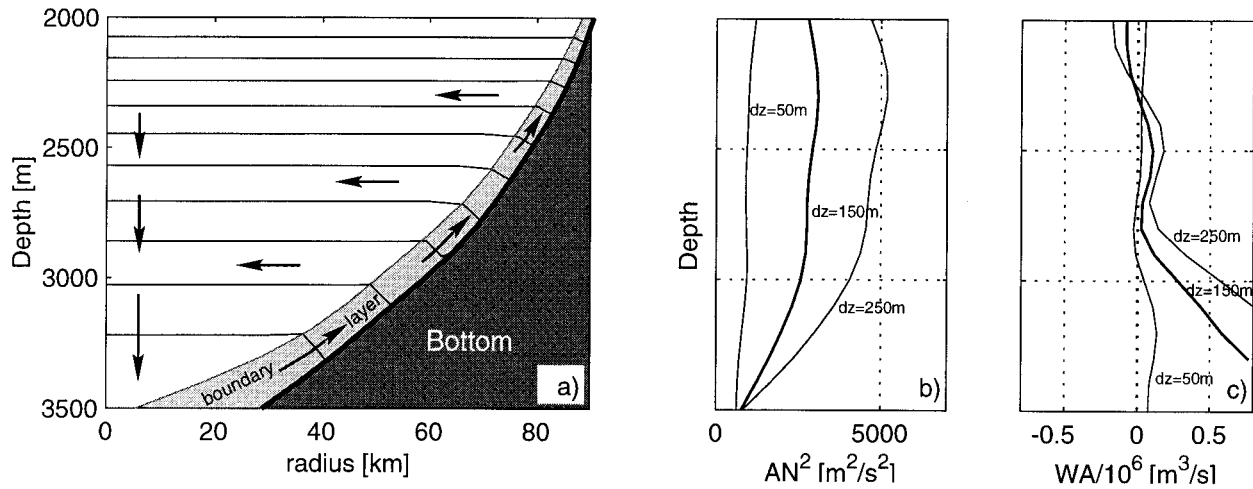 2000
2500
3000
3500
Depth [m]
0
20
40
60
80
radius [km]
boundary
layer
Bottom
a)
Depth
dz=50m
dz=150m
dz=250m
b)
0
5000
AN² [m²/s²]
dz=250m
dz=150m
dz=50m
c)
-0.5
0
0.5
WA/10⁶ [m³/s]